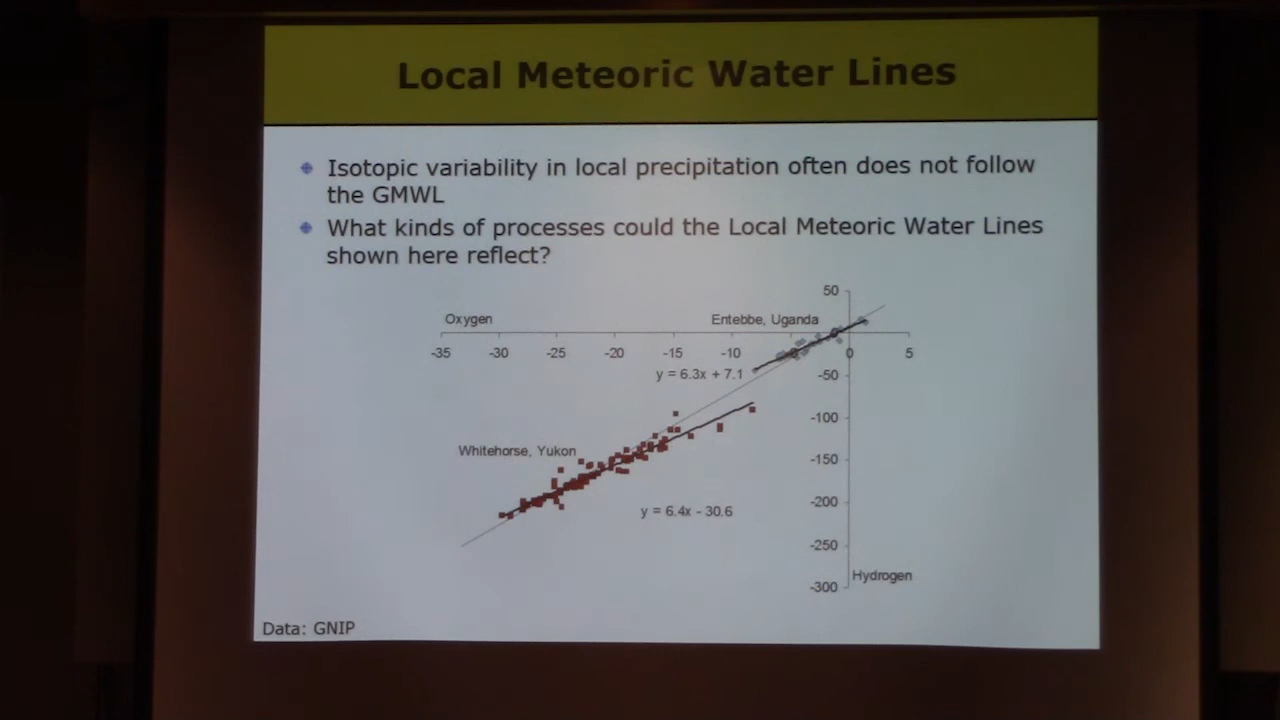 Local Meteoric Water Lines
Isotopic variability in local precipitation often does not follow
the GMWL
What kinds of processes could the Local Meteoric Water Lines
shown here reflect?
50
Oxygen
Entebbe, Uganda
-35 -30 -25 -20 -15 -10 -5 0 5
y = 6.3x + 7.1
-50
-100
Whitehorse, Yukon
-150
-200
y = 6.4x - 30.6
-250
Hydrogen
-300
Data: GNIP